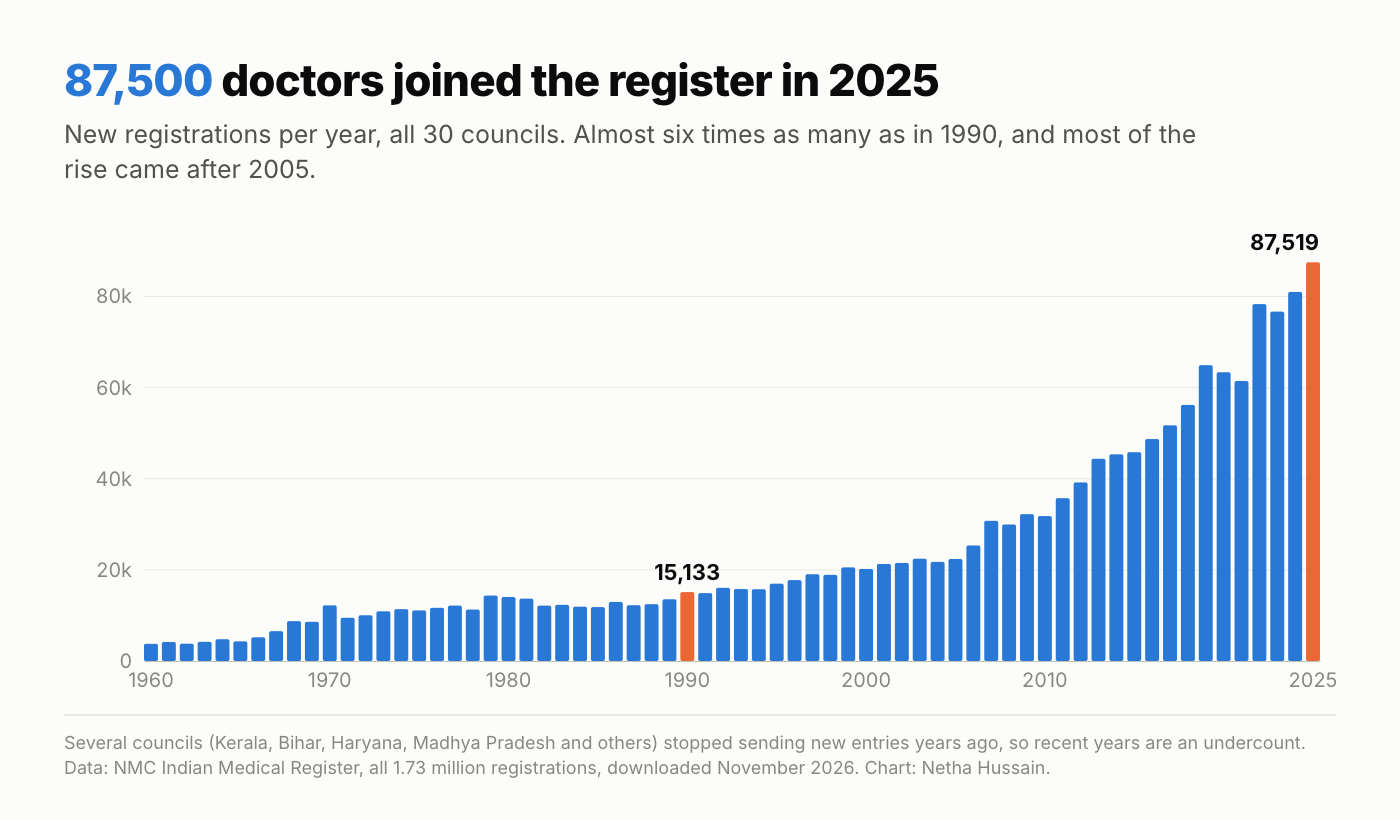 87,500 doctors joined the register in 2025
New registrations per year, all 30 councils. Almost six times as many as in 1990, and most of the
rise came after 2005.
87,519
80k
60k
40k
20k
15,133
0
1960 1970 1980 1990 2000 2010 2025
Several councils (Kerala, Bihar, Haryana, Madhya Pradesh and others) stopped sending new entries years ago, so recent years are an undercount.
Data: NMC Indian Medical Register, all 1.73 million registrations, downloaded November 2026. Chart: Netha Hussain.